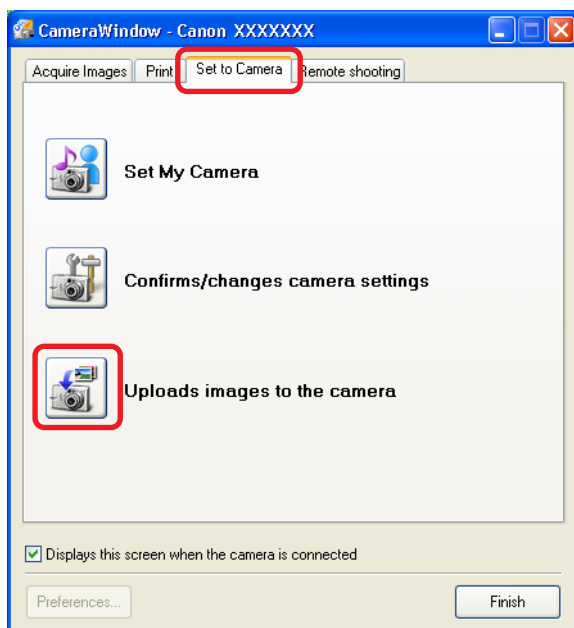 CameraWindow - Canon XXXXXXX
Acquire Images Print Set to Camera Remote shooting
Set My Camera
Confirms/changes camera settings
Uploads images to the camera
Displays this screen when the camera is connected
Preferences... Finish